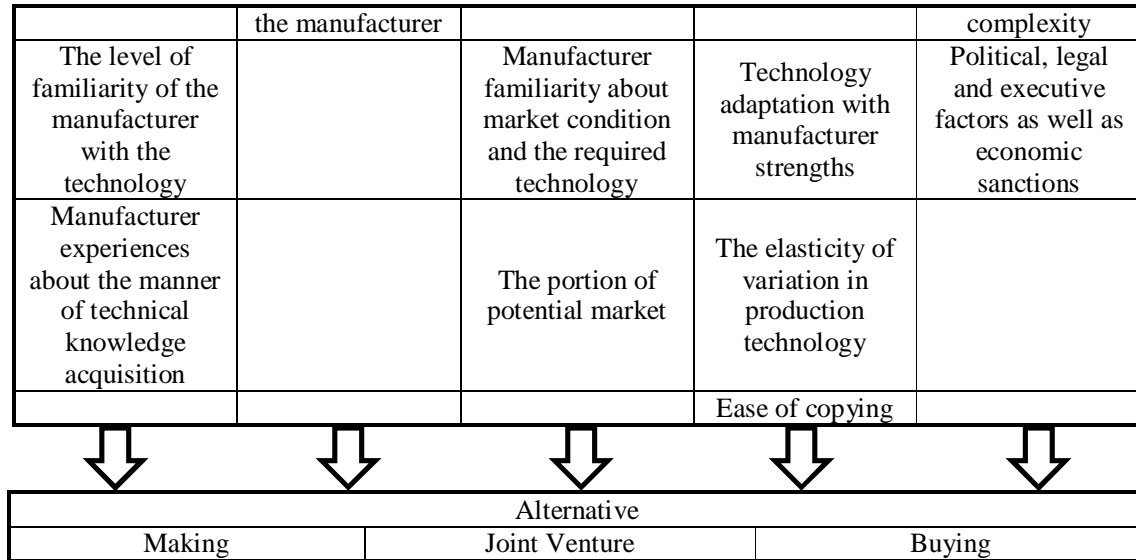 the manufacturer
complexity
The level of
familiarity of the
manufacturer
with the
technology
Manufacturer
familiarity about
market condition
and the required
technology
Technology
adaptation with
manufacturer
strengths
Political, legal
and executive
factors as well as
economic
sanctions
Manufacturer
experiences
about the manner
of technical
knowledge
acquisition
The portion of
potential market
The elasticity of
variation in
production
technology
Ease of copying
Alternative
Making
Joint Venture
Buying